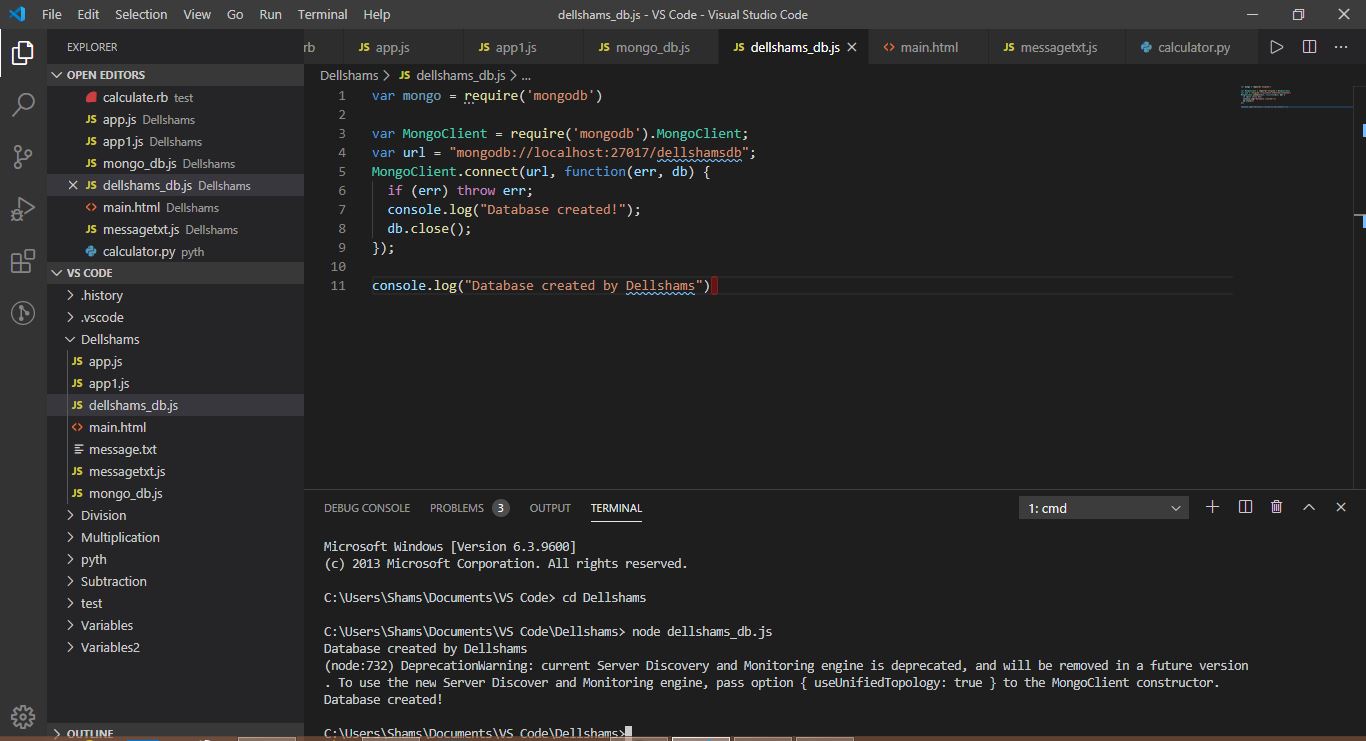 File Edit Selection View Go Run Terminal Help
dellshams_db.js - VS Code - Visual Studio Code
EXPLORER
OPEN EDITORS
calculate.rb test
app.js Dellshams
app1.js Dellshams
mongo_db.js Dellshams
dellshams_db.js Dellshams
main.html Dellshams
messagetxt.js Dellshams
calculator.py pyth
VS CODE
.history
.vscode
Dellshams
app.js
app1.js
dellshams_db.js
main.html
message.txt
messagetxt.js
mongo_db.js
Division
Multiplication
pyth
Subtraction
test
Variables
Variables2
OUTLINE
rb JS app.js JS app1.js JS mongo_db.js JS dellshams_db.js main.html JS messagetxt.js calculator.py
Dellshams > JS dellshams_db.js > ...
1 var mongo = require('mongodb')
2
3 var MongoClient = require('mongodb').MongoClient;
4 var url = "mongodb://localhost:27017/dellshamsdb";
5 MongoClient.connect(url, function(err, db) {
6 if (err) throw err;
7 console.log("Database created!");
8 db.close();
9 });
10
11 console.log("Database created by Dellshams")
DEBUG CONSOLE PROBLEMS 3 OUTPUT TERMINAL
1: cmd
Microsoft Windows [Version 6.3.9600]
(c) 2013 Microsoft Corporation. All rights reserved.
C:\Users\Shams\Documents\VS Code> cd Dellshams
C:\Users\Shams\Documents\VS Code\Dellshams> node dellshams_db.js
Database created by Dellshams
(node:732) DeprecationWarning: current Server Discovery and Monitoring engine is deprecated, and will be removed in a future version
. To use the new Server Discover and Monitoring engine, pass option { useUnifiedTopology: true } to the MongoClient constructor.
Database created!
C:\Users\Shams\Documents\VS Code\Dellshams>